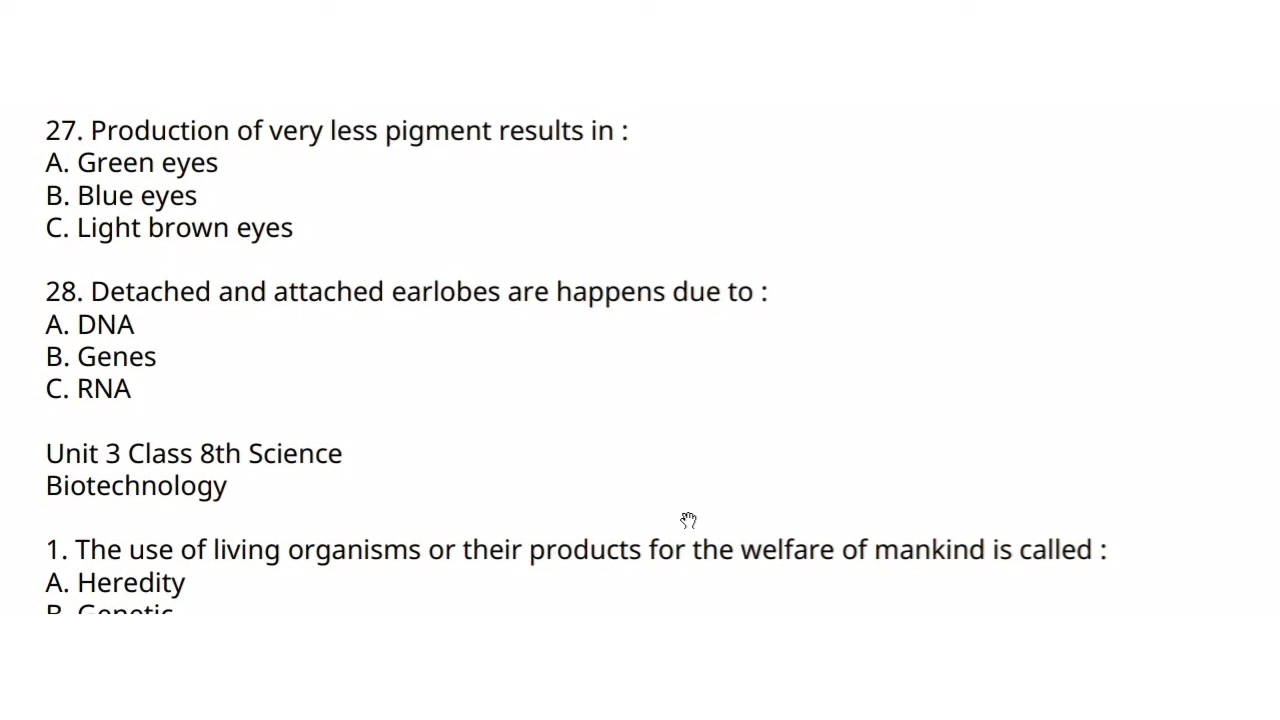 27. Production of very less pigment results in :
A. Green eyes
B. Blue eyes
C. Light brown eyes
28. Detached and attached earlobes are happens due to :
A. DNA
B. Genes
C. RNA
Unit 3 Class 8th Science
Biotechnology
1. The use of living organisms or their products for the welfare of mankind is called :
A. Heredity
B. Genetic